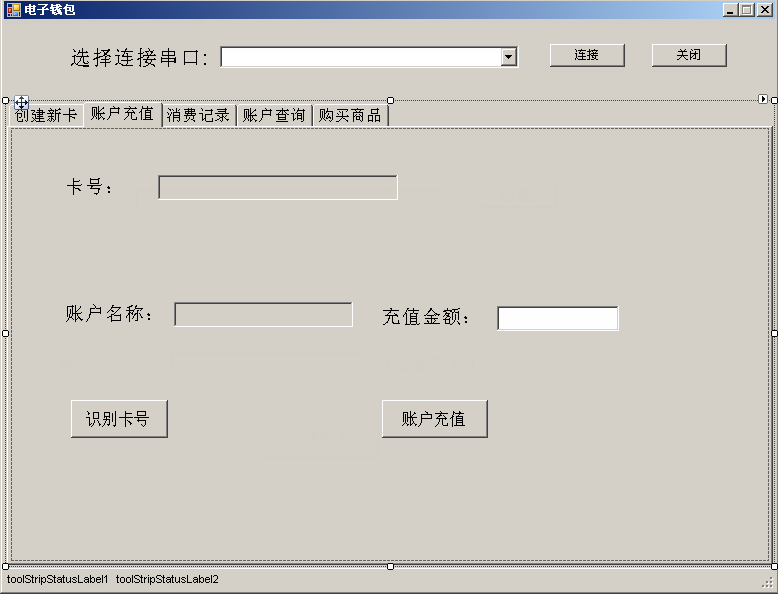 电子钱包
选择连接串口: 连接 关闭
创建新卡 账户充值 消费记录 账户查询 购买商品
卡号:
账户名称: 充值金额:
识别卡号 账户充值
toolStripStatusLabel1 toolStripStatusLabel2